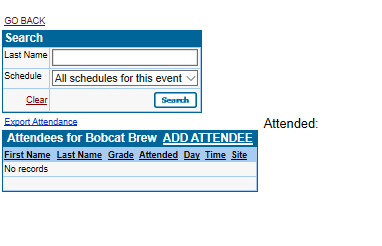 GO BACK
Search
Last Name
Schedule All schedules for this event
Clear Search
Export Attendance
Attended:
Attendees for Bobcat Brew ADD ATTENDEE
First Name Last Name Grade Attended Day Time Site
No records